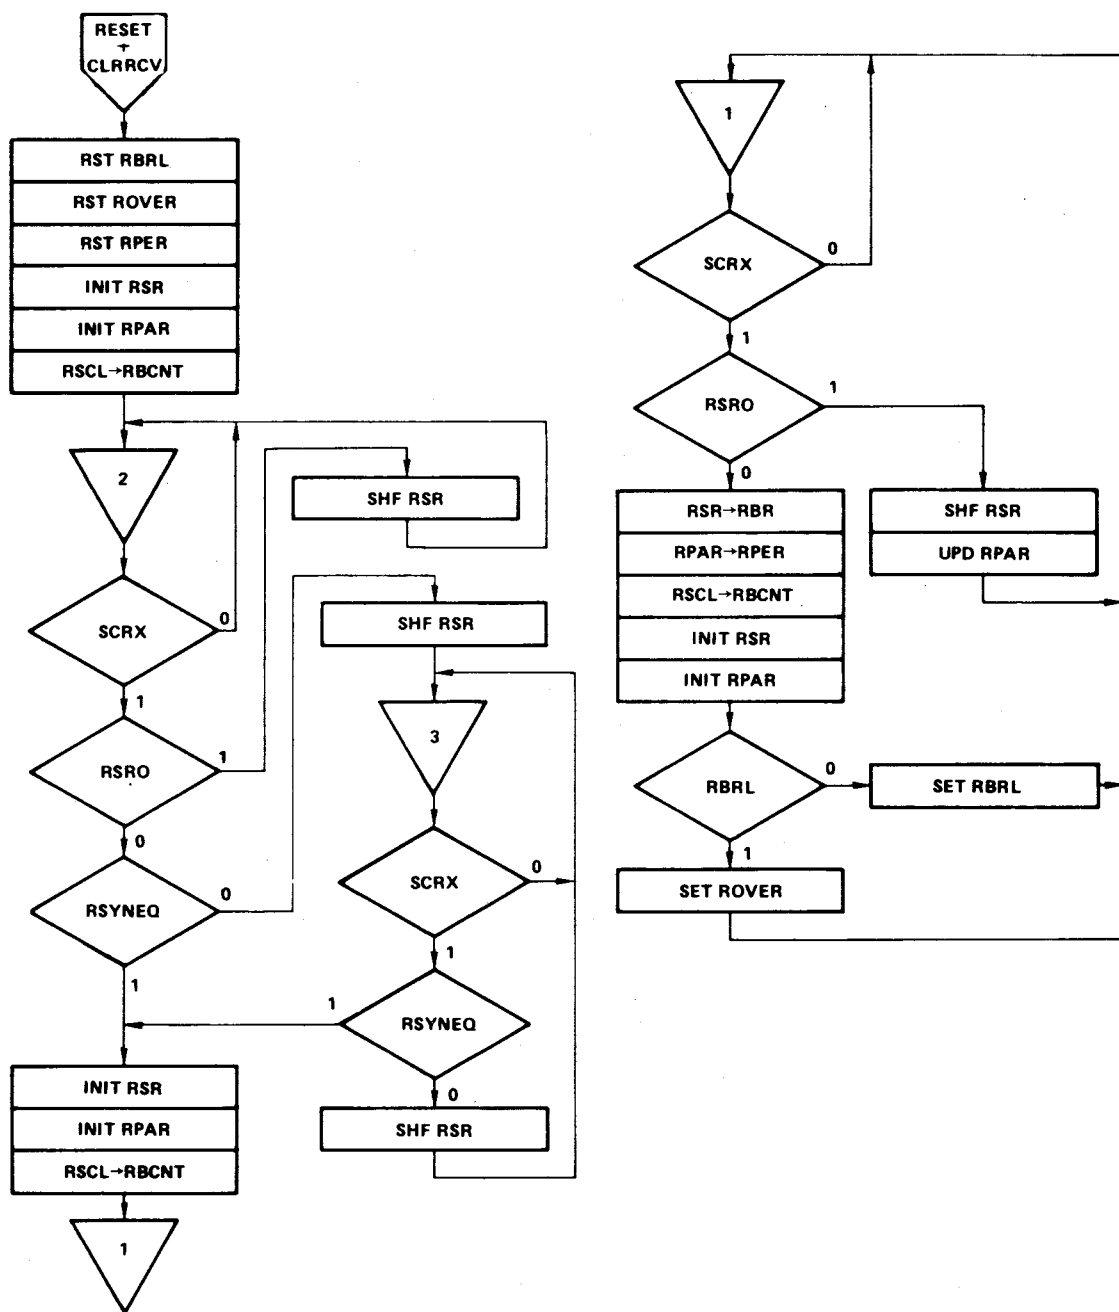 RESET
+
CLRRCV
RST RBRL
RST ROVER
RST RPER
INIT RSR
INIT RPAR
RSCL→RBCNT
2
SCRX
0
1
RSRO
1
0
RSYNEQ
0
1
INIT RSR
INIT RPAR
RSCL→RBCNT
1
SHF RSR
SHF RSR
3
SCRX
0
1
RSYNEQ
1
0
SHF RSR
1
SCRX
0
1
RSRO
1
0
RSR→RBR
RPAR→RPER
RSCL→RBCNT
INIT RSR
INIT RPAR
SHF RSR
UPD RPAR
RBRL
0
1
SET RBRL
SET ROVER